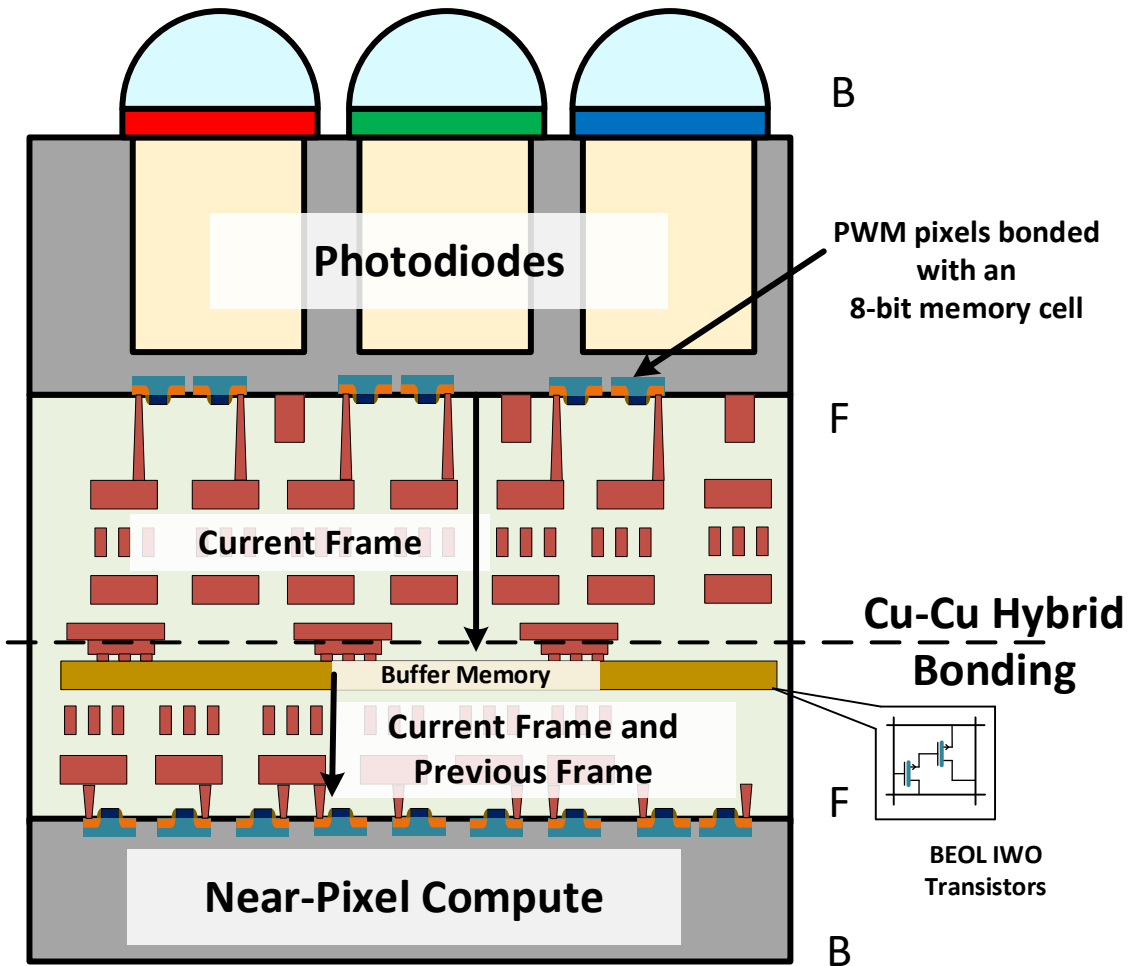 B
Photodiodes
PWM pixels bonded
with an
8-bit memory cell
F
Current Frame
Cu-Cu Hybrid
Bonding
Buffer Memory
Current Frame and
Previous Frame
F
BEOL IWO
Transistors
Near-Pixel Compute
B